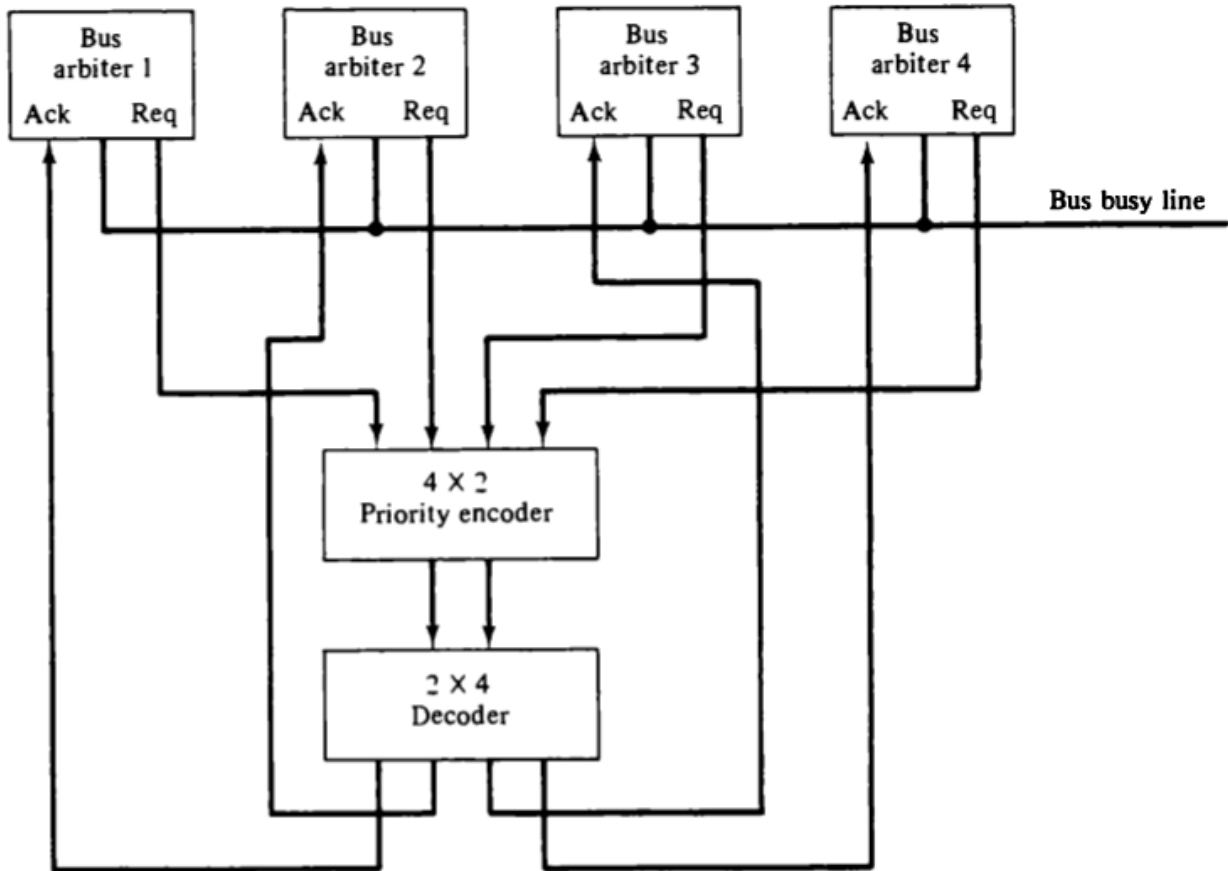 Bus
arbiter 1
Ack Req
Bus
arbiter 2
Ack Req
Bus
arbiter 3
Ack Req
Bus
arbiter 4
Ack Req
Bus busy line
4 X 2
Priority encoder
2 X 4
Decoder